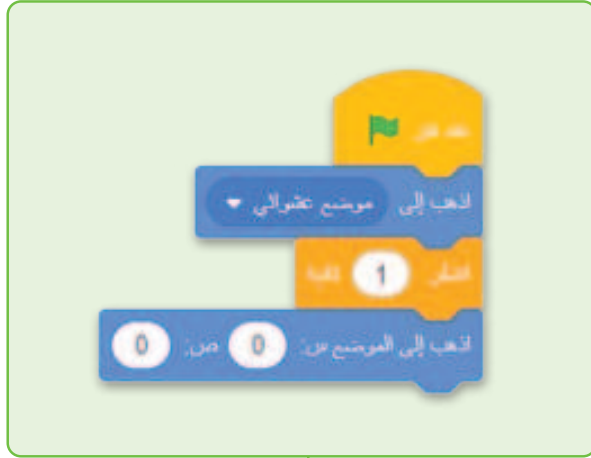 عند نقر
اذهب إلى موضع عشوائي
انتظر 1 ثانية
اذهب إلى الموضع س: 0 ص: 0